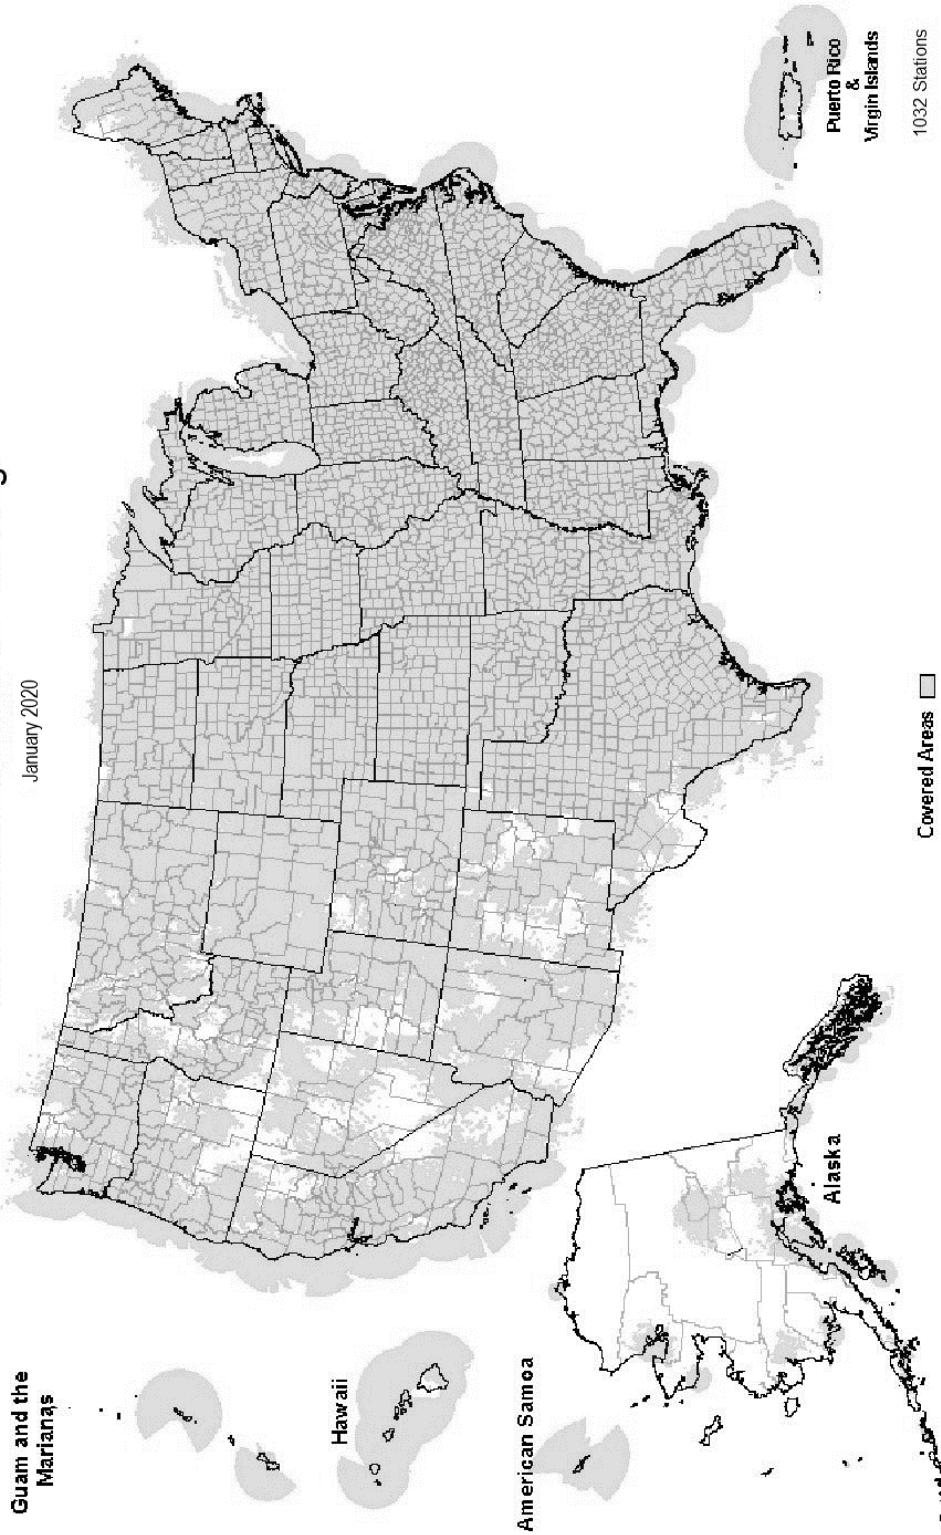 January 2020
Guam and the
Marianas
Hawaii
American Samoa
Alaska
Puerto Rico
&
Virgin Islands
Covered Areas
1032 Stations